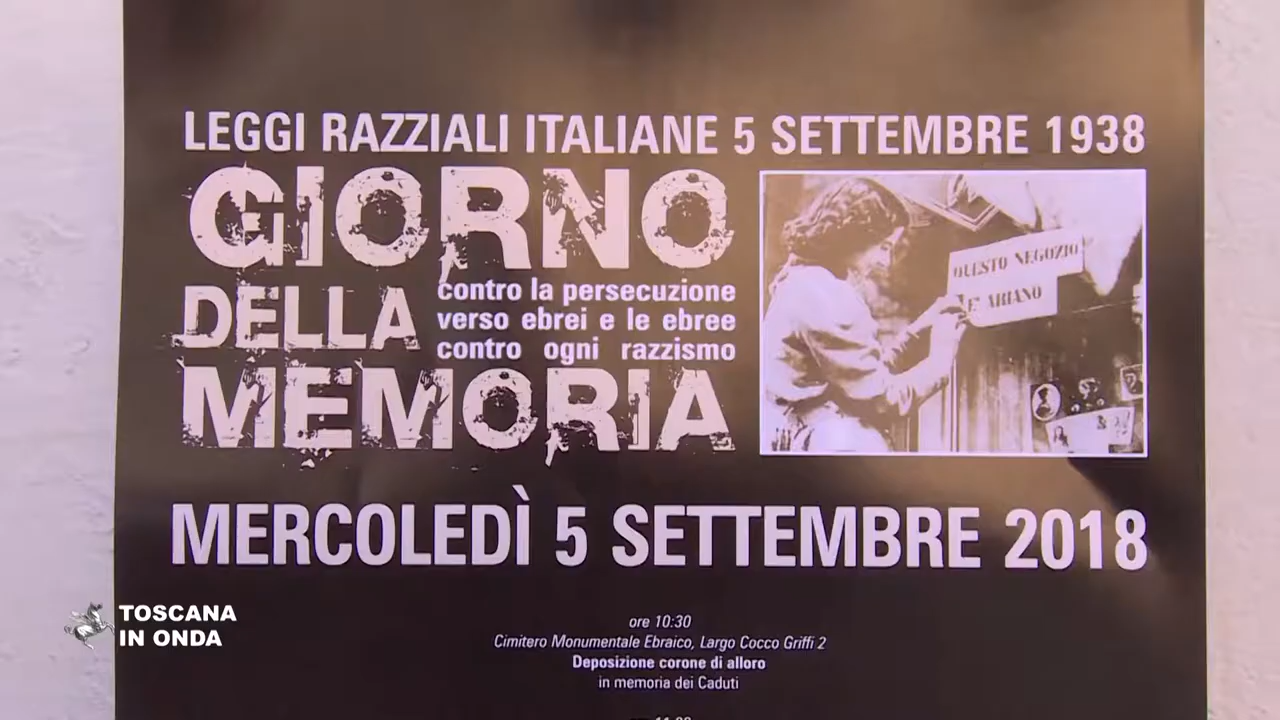 LEGGI RAZZIALI ITALIANE 5 SETTEMBRE 1938
GIORNO
DELLA
contro la persecuzione
verso ebrei e le ebree
contro ogni razzismo
MEMORIA
QUESTO NEGOZIO
E' ARIANO
MERCOLEDÌ 5 SETTEMBRE 2018
ore 10:30
Cimitero Monumentale Ebraico, Largo Cocco Griffi 2
Deposizione corone di alloro
in memoria dei Caduti
TOSCANA
IN ONDA